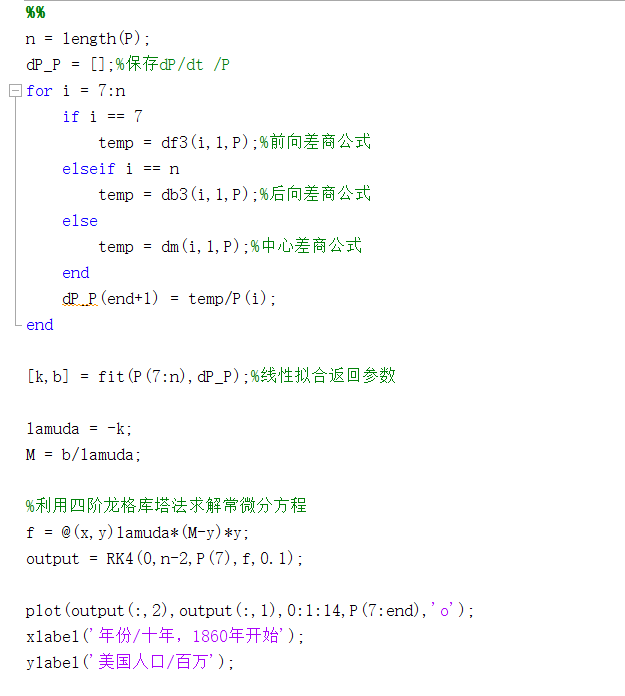 %%
n = length(P);
dP_P = [];%保存dP/dt /P
for i = 7:n
if i == 7
temp = df3(i,1,P);%前向差商公式
elseif i == n
temp = db3(i,1,P);%后向差商公式
else
temp = dm(i,1,P);%中心差商公式
end
dP_P(end+1) = temp/P(i);
end
[k,b] = fit(P(7:n),dP_P);%线性拟合返回参数
lamuda = -k;
M = b/lamuda;
%利用四阶龙格库塔法求解常微分方程
f = @(x,y)lamuda*(M-y)*y;
output = RK4(0,n-2,P(7),f,0.1);
plot(output(:,2),output(:,1),0:1:14,P(7:end),'o');
xlabel('年份/十年，1860年开始');
ylabel('美国人口/百万');